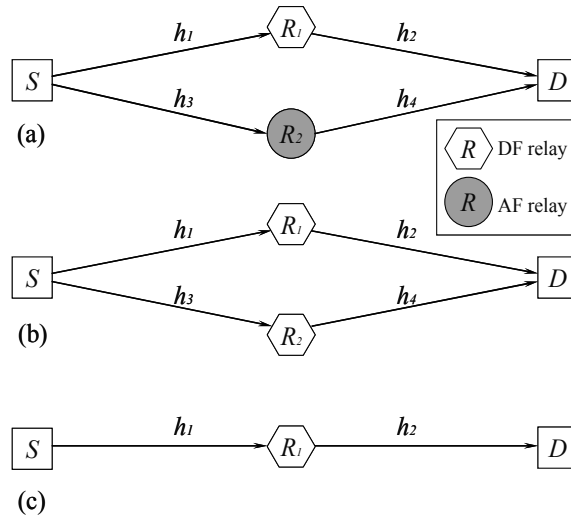 h1 R1 h2
S D
h3 R2 h4
(a)
R DF relay
R AF relay
h1 R1 h2
S D
h3 R2 h4
(b)
h1 h2
S R1 D
(c)